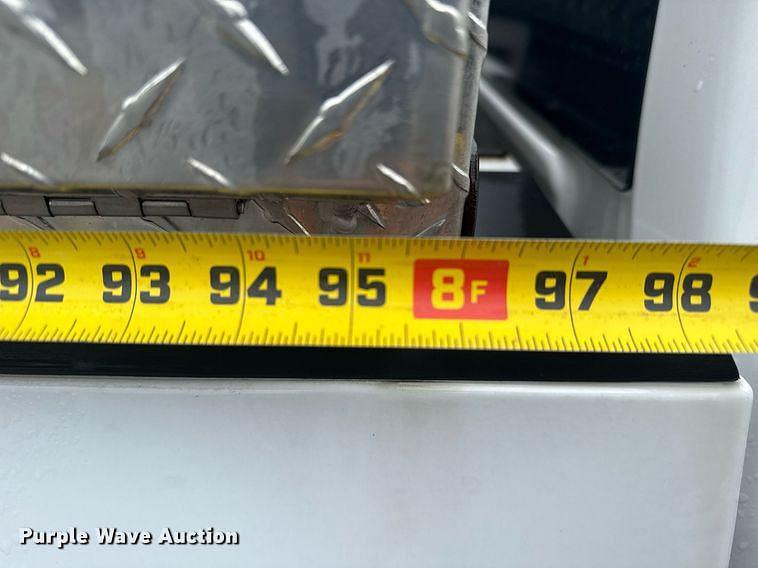 8 9 10 11 1 2
92 93 94 95 8F 97 98
Purple Wave Auction